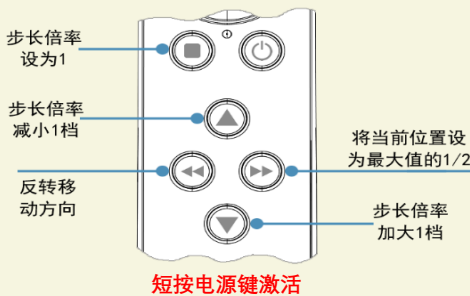 步长倍率
设为1
步长倍率
减小1档
将当前位置设
为最大值的1/2
反转移
动方向
步长倍率
加大1档
短按电源键激活